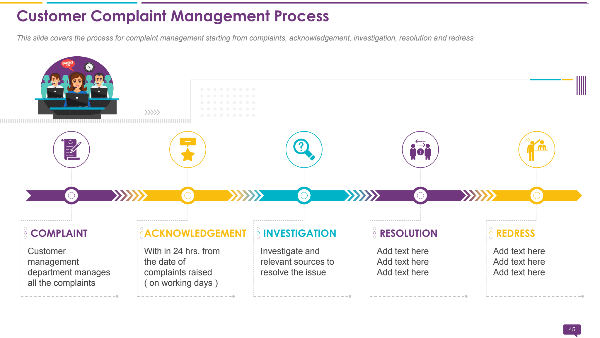 Customer Complaint Management Process
This slide covers the process for complaint management starting from complaints, acknowledgement, investigation, resolution and redress
COMPLAINT
Customer
management
department manages
all the complaints
ACKNOWLEDGEMENT
With in 24 hrs. from
the date of
complaints raised
( on working days )
INVESTIGATION
Investigate and
relevant sources to
resolve the issue
RESOLUTION
Add text here
Add text here
Add text here
REDRESS
Add text here
Add text here
Add text here